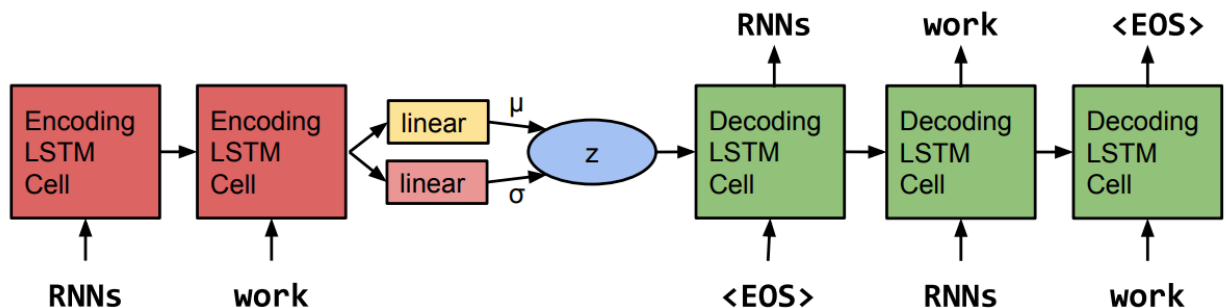 RNNs work <EOS>
Encoding
LSTM
Cell
Encoding
LSTM
Cell
linear
μ
linear
σ
z
Decoding
LSTM
Cell
Decoding
LSTM
Cell
Decoding
LSTM
Cell
RNNs work <EOS> RNNs work